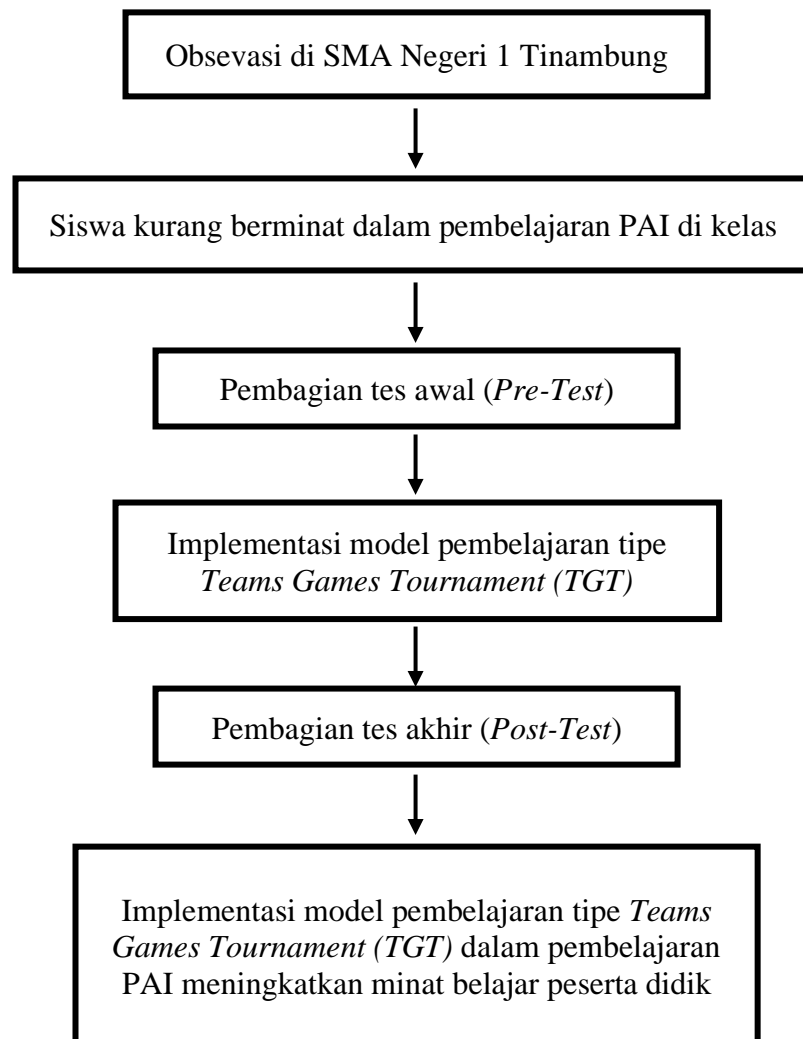 Obsevasi di SMA Negeri 1 Tinambung
Siswa kurang berminat dalam pembelajaran PAI di kelas
Pembagian tes awal (Pre-Test)
Implementasi model pembelajaran tipe
Teams Games Tournament (TGT)
Pembagian tes akhir (Post-Test)
Implementasi model pembelajaran tipe Teams
Games Tournament (TGT) dalam pembelajaran
PAI meningkatkan minat belajar peserta didik